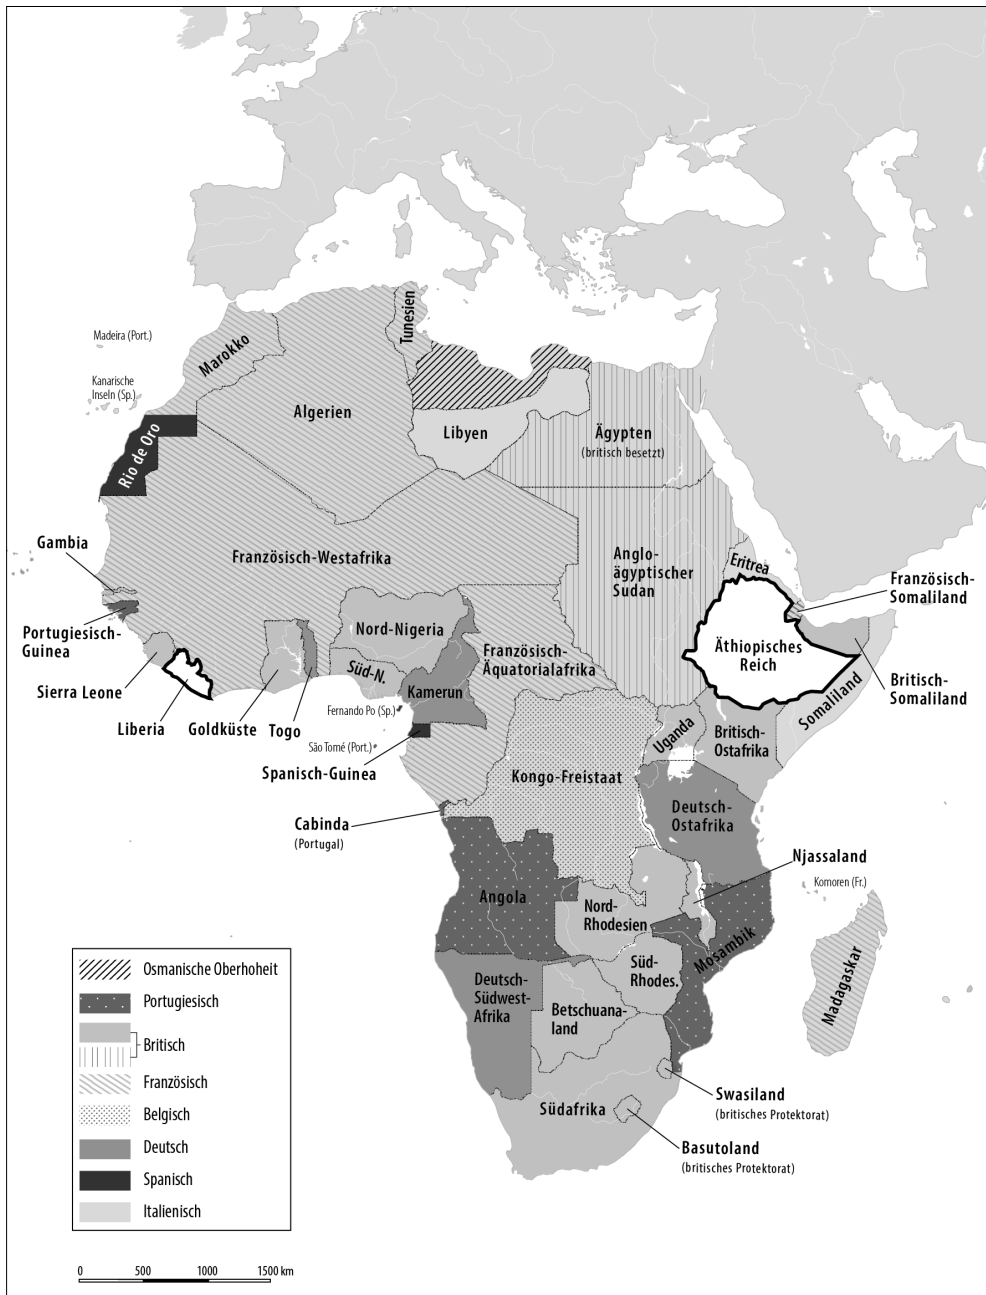 Madeira (Port.)
Kanarische
Inseln (Sp.)
Marokko
Tunesien
Algerien
Libyen
Ägypten
(britisch besetzt)
Rio de Oro
Französisch-Westafrika
Anglo-
ägyptischer
Sudan
Eritrea
Französisch-
Somaliland
Gambia
Portugiesisch-
Guinea
Sierra Leone
Liberia
Goldküste
Togo
Nord-Nigeria
Süd-N.
Kamerun
Französisch-
Äquatorialafrika
Äthiopisches
Reich
Britisch-
Somaliland
Somaliland
Fernando Po (Sp.)
São Tomé (Port.)
Spanisch-Guinea
Uganda
Britisch-
Ostafrika
Kongo-Freistaat
Cabinda
(Portugal)
Deutsch-
Ostafrika
Njassaland
Komoren (Fr.)
Angola
Nord-
Rhodesien
Mosambik
Madagaskar
Süd-
Rhodes.
Deutsch-
Südwest-
Afrika
Betschuana-
land
Südafrika
Swasiland
(britisches Protektorat)
Basutoland
(britisches Protektorat)
Osmanische Oberhoheit
Portugiesisch
Britisch
Französisch
Belgisch
Deutsch
Spanisch
Italienisch
0 500 1000 1500 km